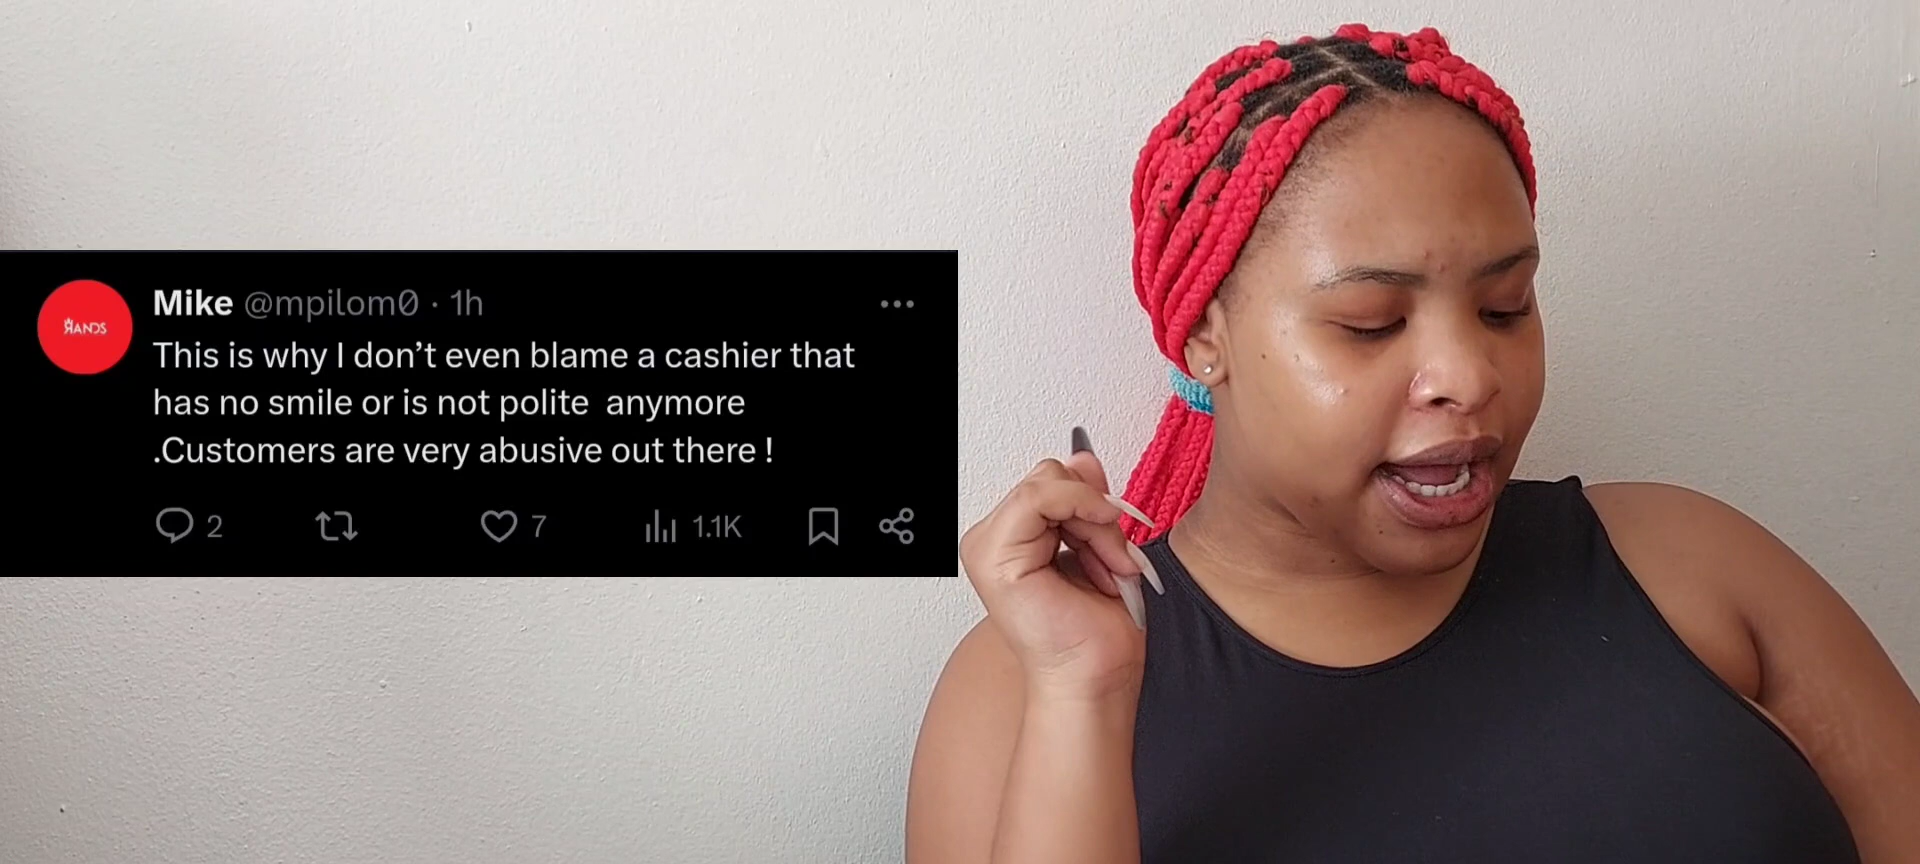 HANDS
Mike @mpilom0 · 1h
This is why I don’t even blame a cashier that
has no smile or is not polite  anymore
.Customers are very abusive out there !
2 7 1.1K